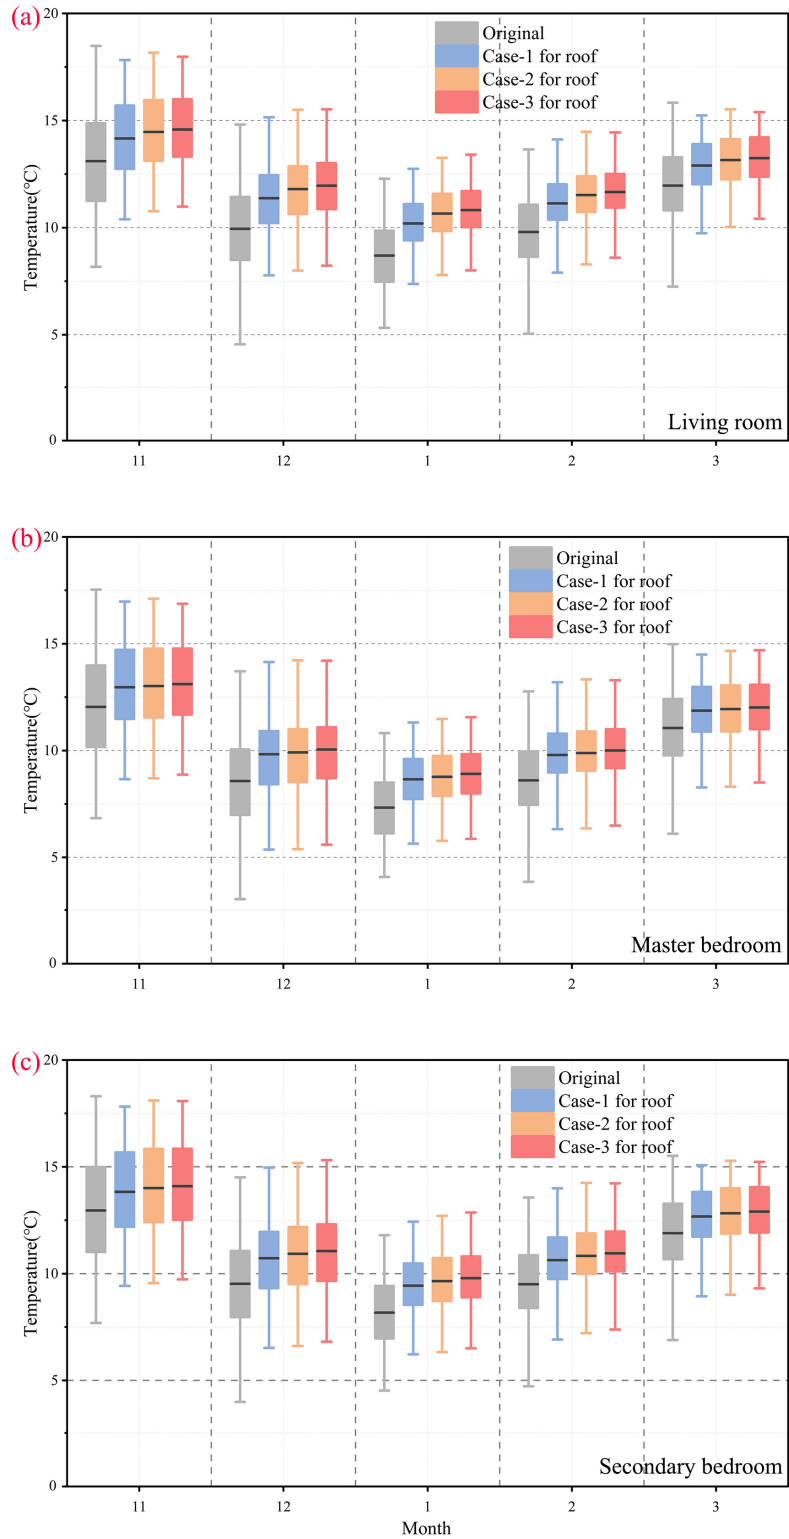 (a)
20
15
10
5
0
Temperature(°C)
Original
Case-1 for roof
Case-2 for roof
Case-3 for roof
Living room
11 12 1 2 3
(b)
20
15
10
5
0
Temperature(°C)
Original
Case-1 for roof
Case-2 for roof
Case-3 for roof
Master bedroom
11 12 1 2 3
(c)
20
15
10
5
0
Temperature(°C)
Original
Case-1 for roof
Case-2 for roof
Case-3 for roof
Secondary bedroom
11 12 1 2 3
Month